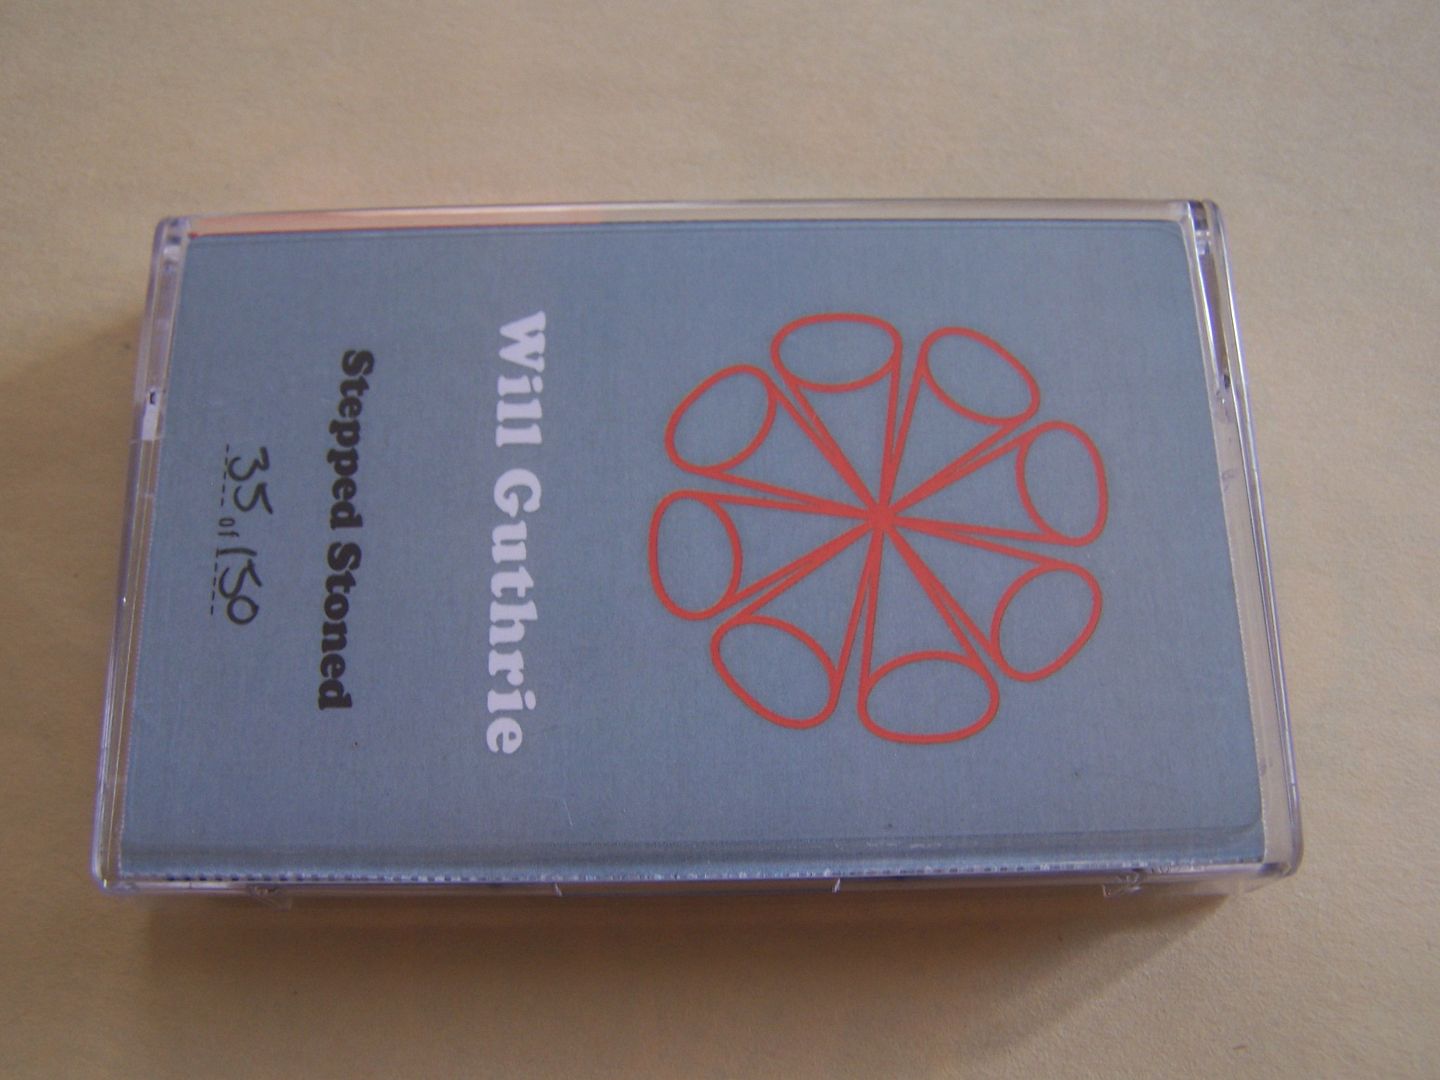 Will Guthrie
Stepped Stoned
35 of 150